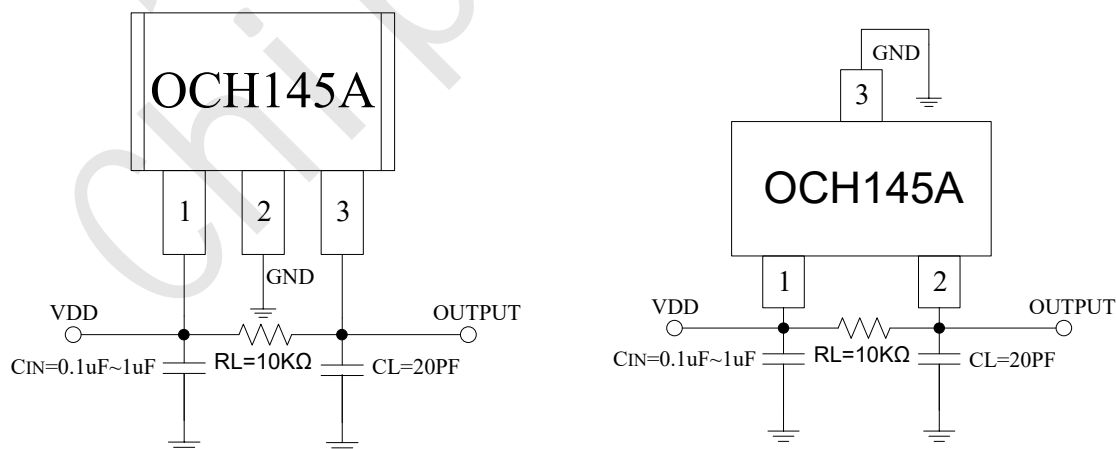 OCH145A
1
2
3
GND
VDD
OUTPUT
CIN=0.1uF~1uF
RL=10KΩ
CL=20PF
GND
3
OCH145A
1
2
VDD
OUTPUT
CIN=0.1uF~1uF
RL=10KΩ
CL=20PF
Chip